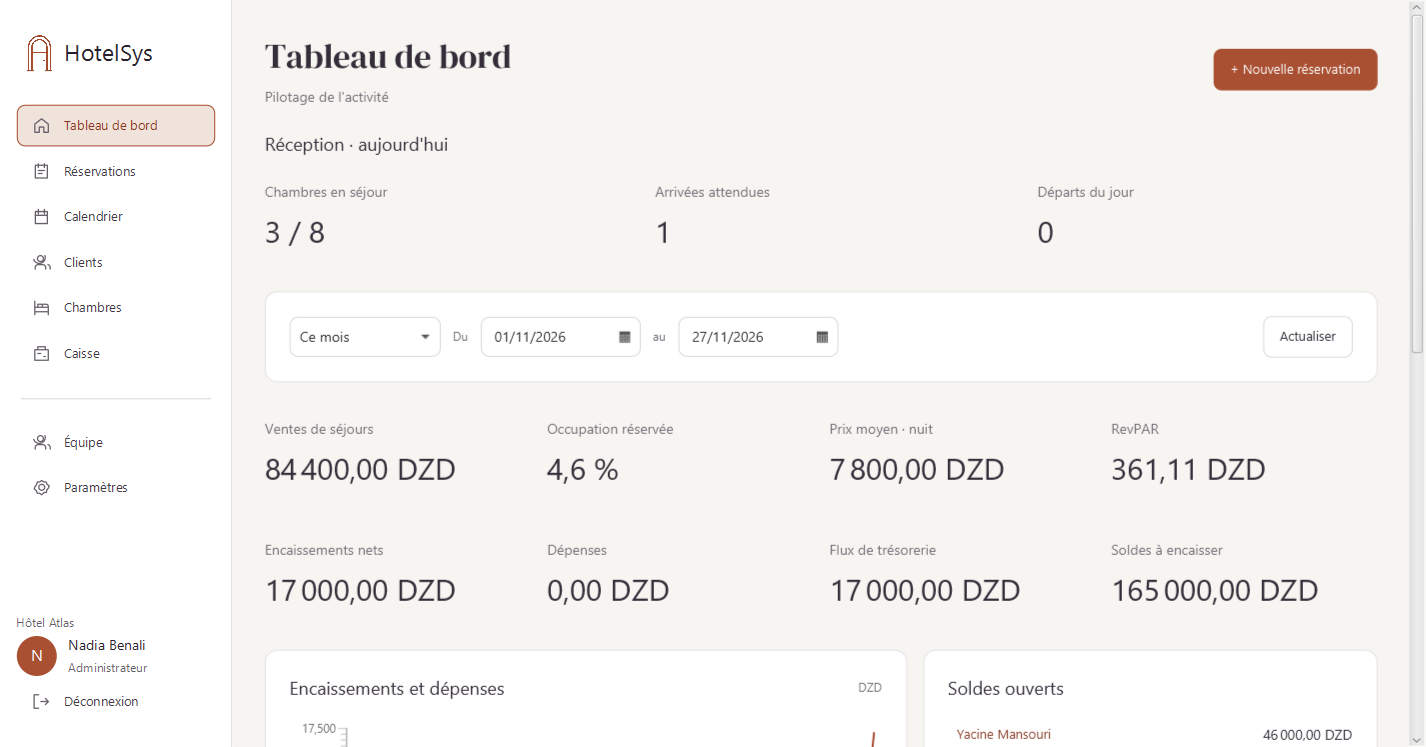 HotelSys
Tableau de bord
Réservations
Calendrier
Clients
Chambres
Caisse
Équipe
Paramètres
Hôtel Atlas
N
Nadia Benali
Administrateur
Déconnexion
Tableau de bord
Pilotage de l'activité
+ Nouvelle réservation
Réception · aujourd'hui
Chambres en séjour Arrivées attendues Départs du jour
3 / 8 1 0
Ce mois Du 01/11/2026 au 27/11/2026 Actualiser
Ventes de séjours Occupation réservée Prix moyen · nuit RevPAR
84 400,00 DZD 4,6 % 7 800,00 DZD 361,11 DZD
Encaissements nets Dépenses Flux de trésorerie Soldes à encaisser
17 000,00 DZD 0,00 DZD 17 000,00 DZD 165 000,00 DZD
Encaissements et dépenses DZD
17,500
Soldes ouverts
Yacine Mansouri 46 000,00 DZD